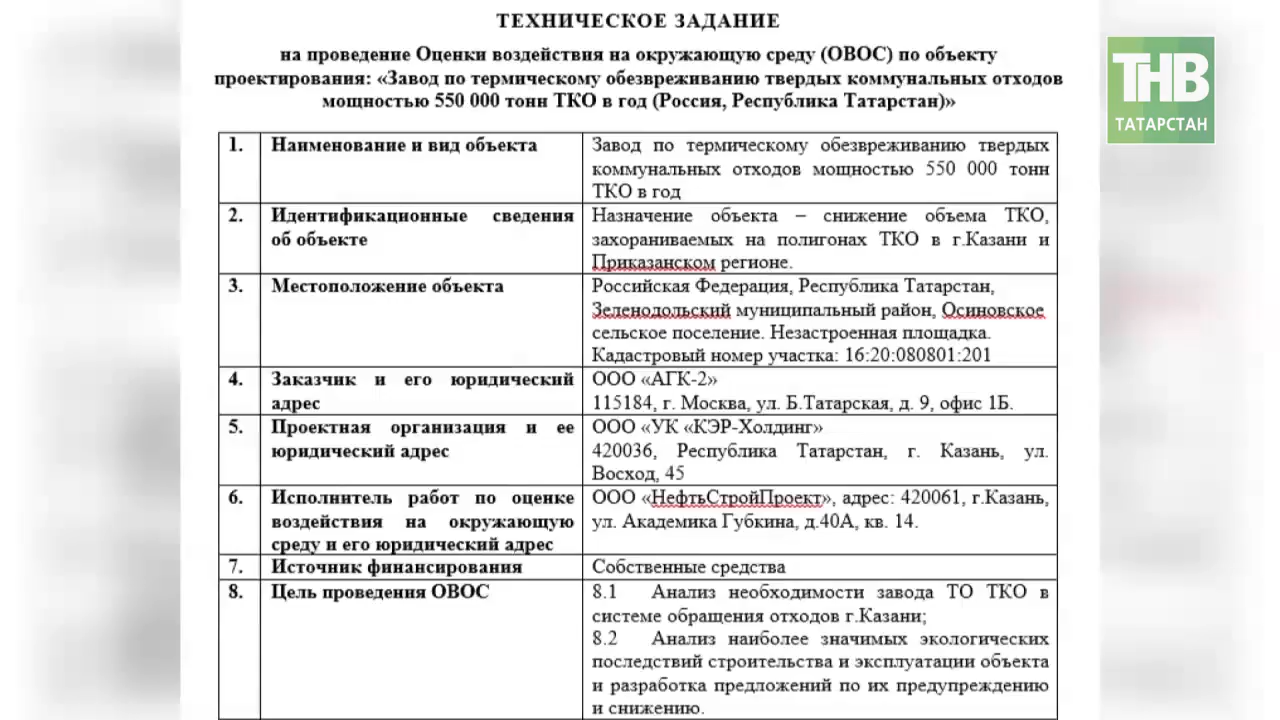 ТЕХНИЧЕСКОЕ ЗАДАНИЕ
на проведение Оценки воздействия на окружающую среду (ОВОС) по объекту
проектирования: «Завод по термическому обезвреживанию твердых коммунальных отходов
мощностью 550 000 тонн ТКО в год (Россия, Республика Татарстан)»
ТНВ
ТАТАРСТАН
1. Наименование и вид объекта
Завод по термическому обезвреживанию твердых
коммунальных отходов мощностью 550 000 тонн
ТКО в год
2. Идентификационные сведения
об объекте
Назначение объекта – снижение объема ТКО,
захораниваемых на полигонах ТКО в г.Казани и
Приказанском регионе.
3. Местоположение объекта
Российская Федерация, Республика Татарстан,
Зеленодольский муниципальный район, Осиновское
сельское поселение. Незастроенная площадка.
Кадастровый номер участка: 16:20:080801:201
4. Заказчик и его юридический
адрес
ООО «АГК-2»
115184, г. Москва, ул. Б.Татарская, д. 9, офис 1Б.
5. Проектная организация и ее
юридический адрес
ООО «УК «КЭР-Холдинг»
420036, Республика Татарстан, г. Казань, ул.
Восход, 45
6. Исполнитель работ по оценке
воздействия на окружающую
среду и его юридический адрес
ООО «НефтьСтройПроект», адрес: 420061, г.Казань,
ул. Академика Губкина, д.40А, кв. 14.
7. Источник финансирования
Собственные средства
8. Цель проведения ОВОС
8.1 Анализ необходимости завода ТО ТКО в
системе обращения отходов г.Казани;
8.2 Анализ наиболее значимых экологических
последствий строительства и эксплуатации объекта
и разработка предложений по их предупреждению
и снижению.